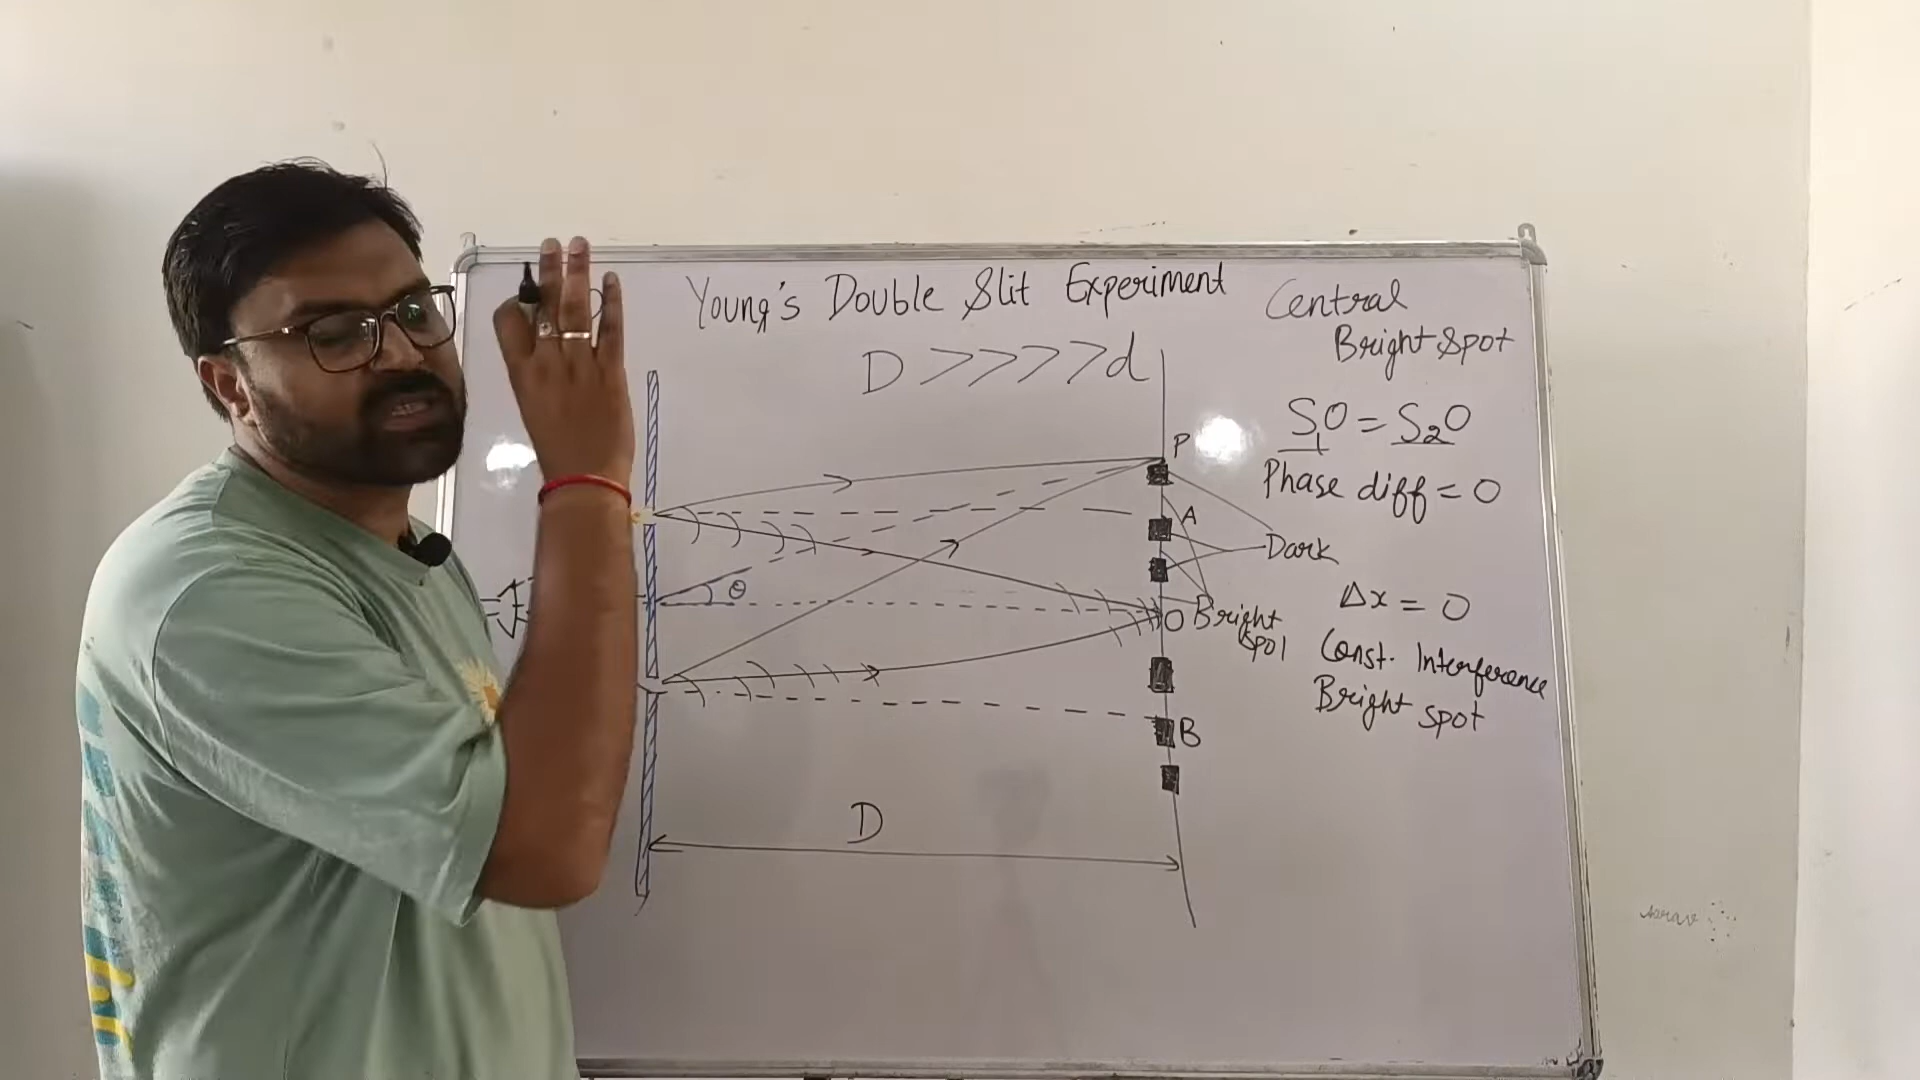 Young's Double Slit Experiment
D >>>> d
Central
Bright Spot
S₁O = S₂O
Phase diff = 0
P
A
Dark
θ
O
Bright
spot
Δx = 0
Const. Interference
Bright spot
B
D